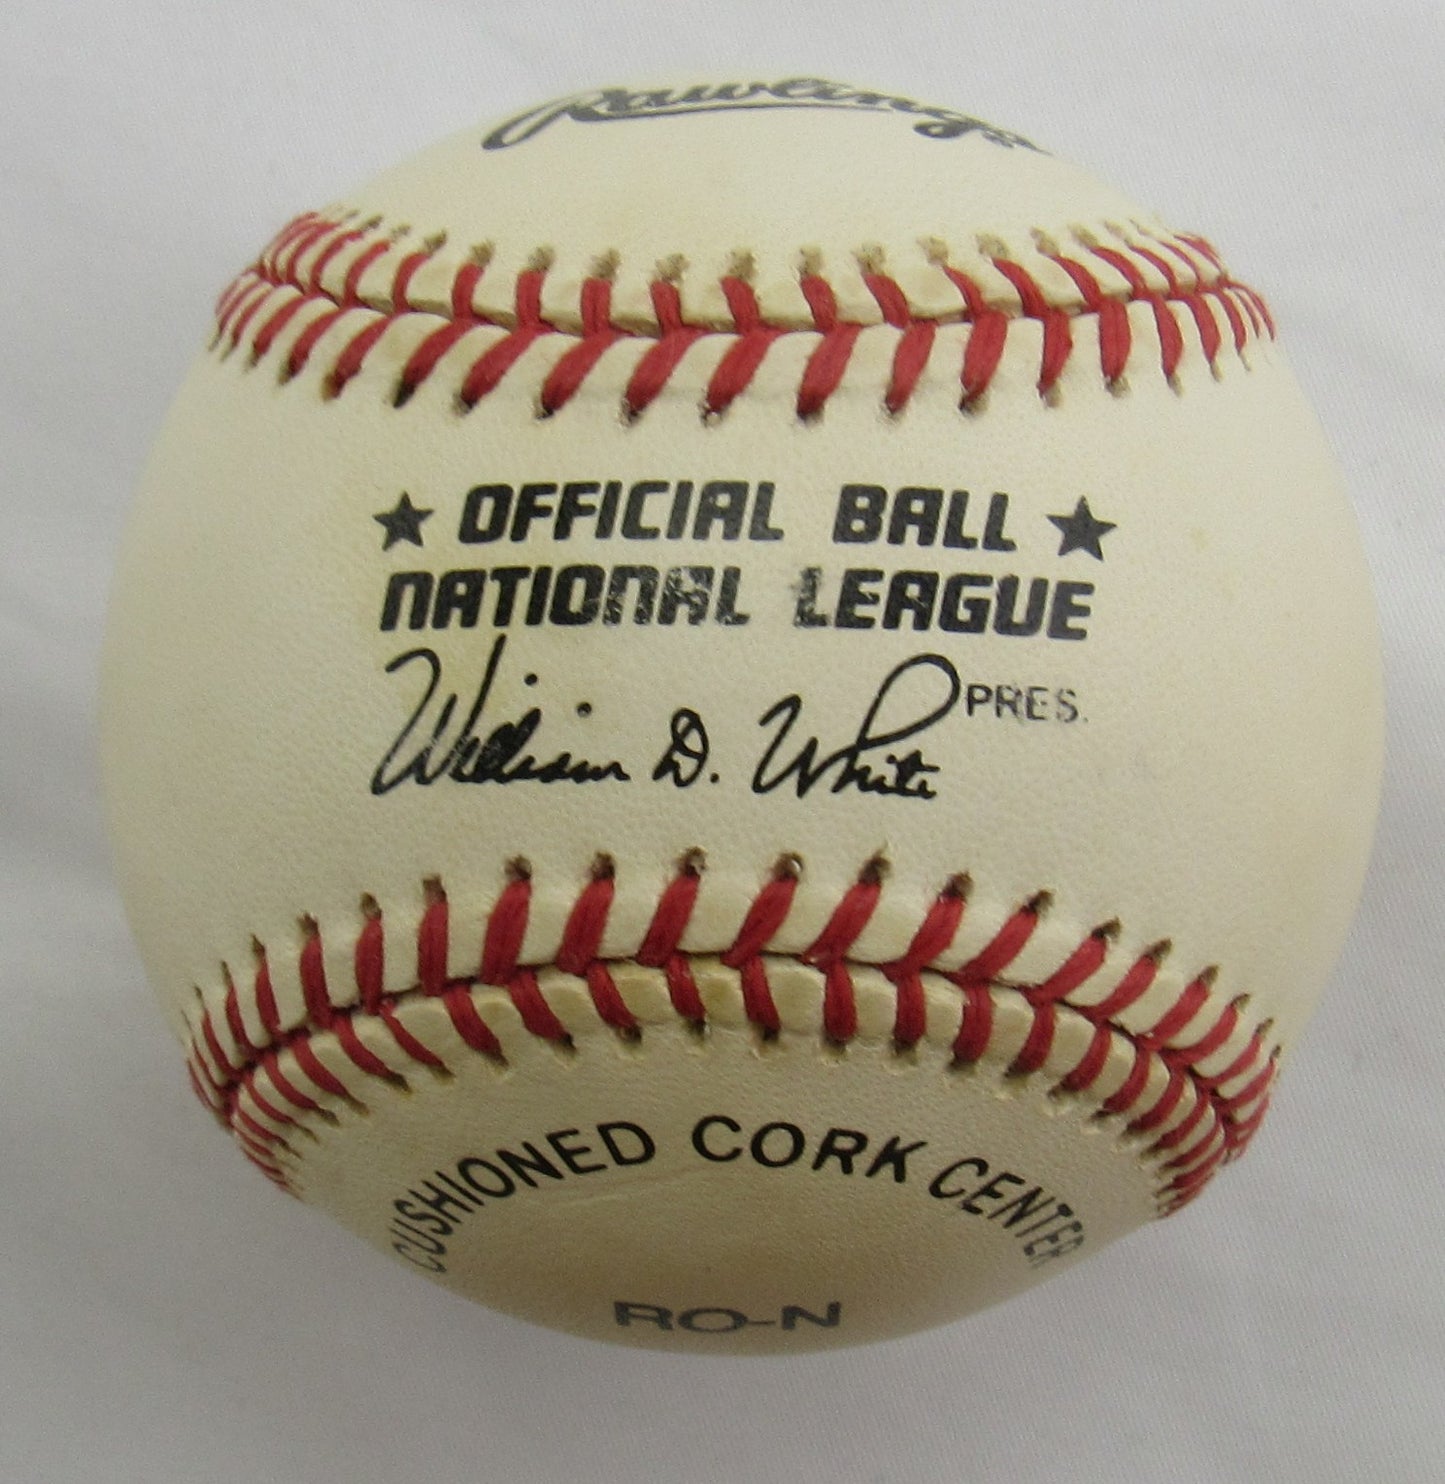 Rawlings
★ OFFICIAL BALL ★
NATIONAL LEAGUE
William D. White PRES.
CUSHIONED CORK CENTER
RO-N